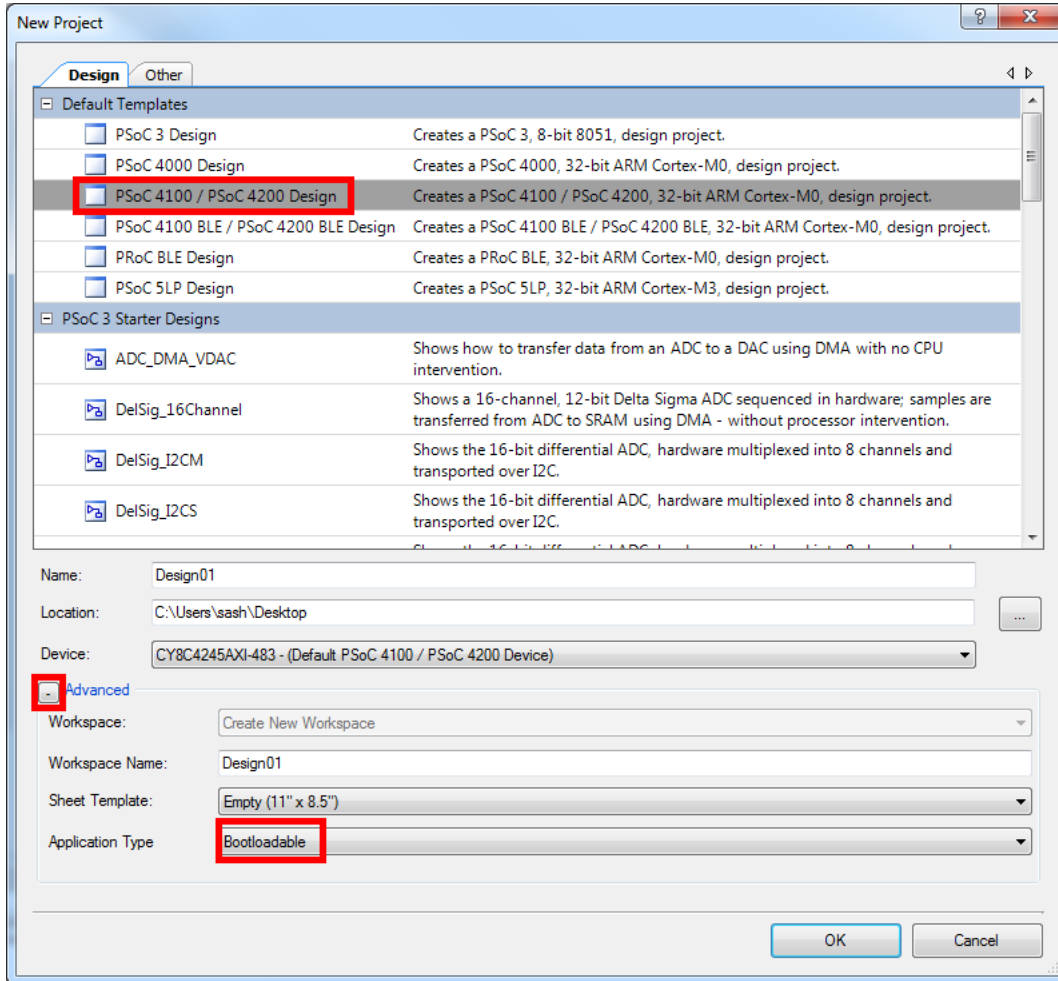 New Project
Design Other
Default Templates
PSoC 3 Design Creates a PSoC 3, 8-bit 8051, design project.
PSoC 4000 Design Creates a PSoC 4000, 32-bit ARM Cortex-M0, design project.
PSoC 4100 / PSoC 4200 Design Creates a PSoC 4100 / PSoC 4200, 32-bit ARM Cortex-M0, design project.
PSoC 4100 BLE / PSoC 4200 BLE Design Creates a PSoC 4100 BLE / PSoC 4200 BLE, 32-bit ARM Cortex-M0, design project.
PRoC BLE Design Creates a PRoC BLE, 32-bit ARM Cortex-M0, design project.
PSoC 5LP Design Creates a PSoC 5LP, 32-bit ARM Cortex-M3, design project.
PSoC 3 Starter Designs
ADC_DMA_VDAC Shows how to transfer data from an ADC to a DAC using DMA with no CPU
intervention.
DelSig_16Channel Shows a 16-channel, 12-bit Delta Sigma ADC sequenced in hardware; samples are
transferred from ADC to SRAM using DMA - without processor intervention.
DelSig_I2CM Shows the 16-bit differential ADC, hardware multiplexed into 8 channels and
transported over I2C.
DelSig_I2CS Shows the 16-bit differential ADC, hardware multiplexed into 8 channels and
transported over I2C.
Name: Design01
Location: C:\Users\sash\Desktop
...
Device: CY8C4245AXI-483 - (Default PSoC 4100 / PSoC 4200 Device)
- Advanced
Workspace: Create New Workspace
Workspace Name: Design01
Sheet Template: Empty (11" x 8.5")
Application Type Bootloadable
OK Cancel